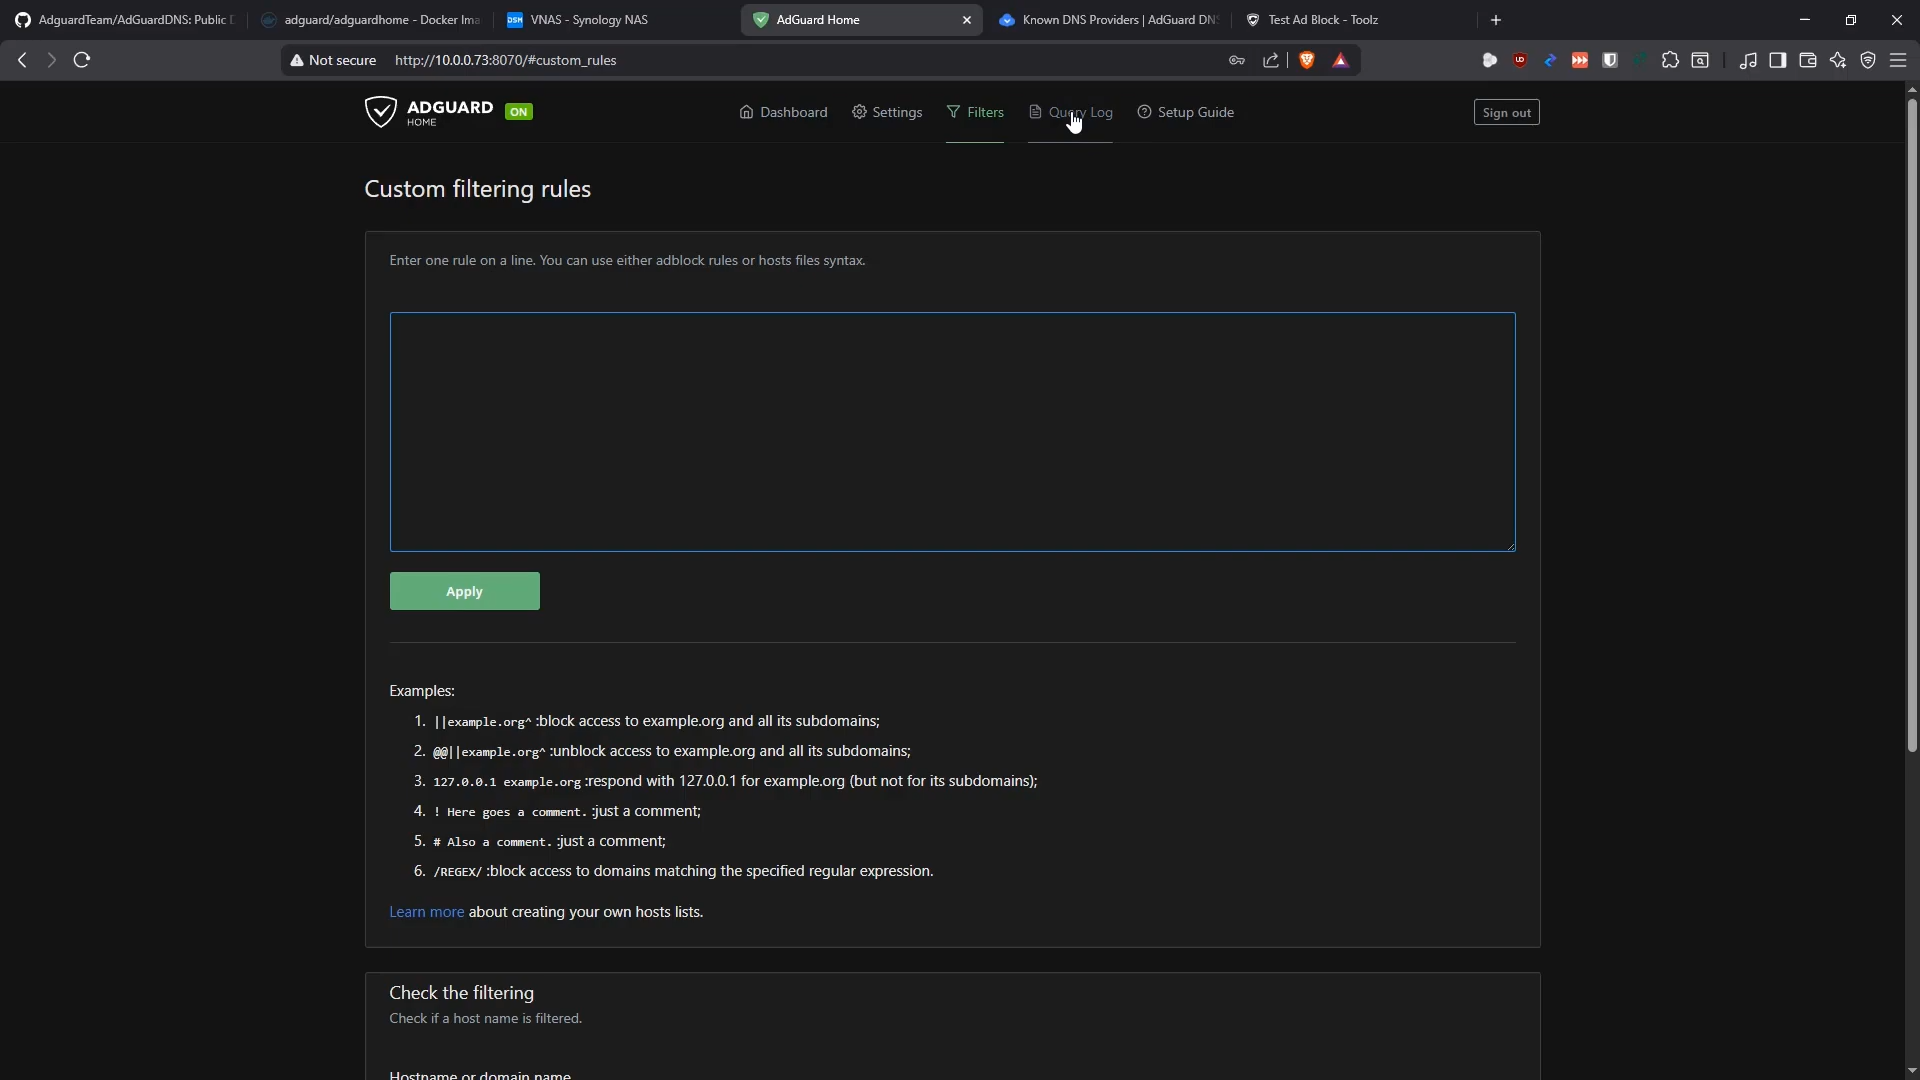 AdguardTeam/AdGuardDNS: Public
adguard/adguardhome - Docker Ima
DSM VNAS - Synology NAS
AdGuard Home
Known DNS Providers | AdGuard DN
Test Ad Block - Toolz
Not secure http://10.0.0.73:8070/#custom_rules
ADGUARD
HOME
ON
Dashboard
Settings
Filters
Query Log
Setup Guide
Sign out
Custom filtering rules
Enter one rule on a line. You can use either adblock rules or hosts files syntax.
Apply
Examples:
1. ||example.org^ :block access to example.org and all its subdomains;
2. @@||example.org^ :unblock access to example.org and all its subdomains;
3. 127.0.0.1 example.org :respond with 127.0.0.1 for example.org (but not for its subdomains);
4. ! Here goes a comment. :just a comment;
5. # Also a comment. :just a comment;
6. /REGEX/ :block access to domains matching the specified regular expression.
Learn more about creating your own hosts lists.
Check the filtering
Check if a host name is filtered.
Hostname or domain name